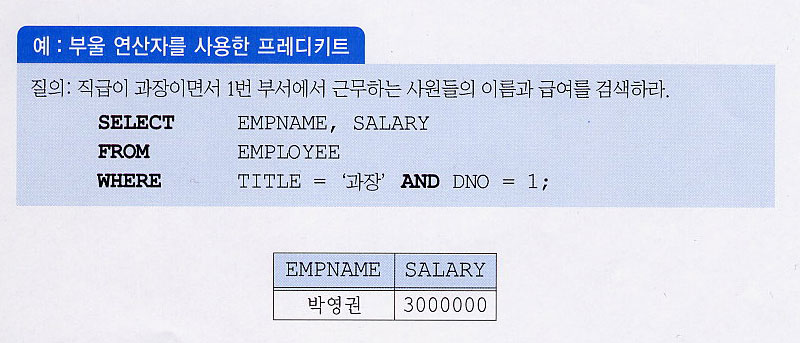 예 : 부울 연산자를 사용한 프레디키트
질의: 직급이 과장이면서 1번 부서에서 근무하는 사원들의 이름과 급여를 검색하라.
SELECT EMPNAME, SALARY
FROM EMPLOYEE
WHERE TITLE = ‘과장’ AND DNO = 1;
EMPNAME SALARY
박영권 3000000